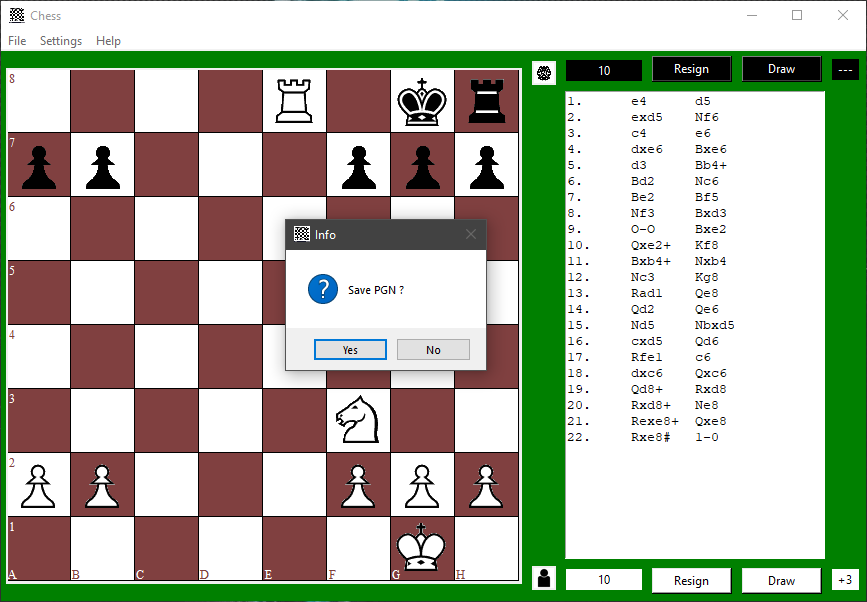 Chess
File Settings Help
10 Resign Draw ---
8
7
6
5
4
3
2
1
A B C D E F G H
Info
Save PGN ?
Yes No
1. e4 d5
2. exd5 Nf6
3. c4 e6
4. dxe6 Bxe6
5. d3 Bb4+
6. Bd2 Nc6
7. Be2 Bf5
8. Nf3 Bxd3
9. O-O Bxe2
10. Qxe2+ Kf8
11. Bxb4+ Nxb4
12. Nc3 Kg8
13. Rad1 Qe8
14. Qd2 Qe6
15. Nd5 Nbxd5
16. cxd5 Qd6
17. Rfe1 c6
18. dxc6 Qxc6
19. Qd8+ Rxd8
20. Rxd8+ Ne8
21. Rexe8+ Qxe8
22. Rxe8# 1-0
10 Resign Draw +3